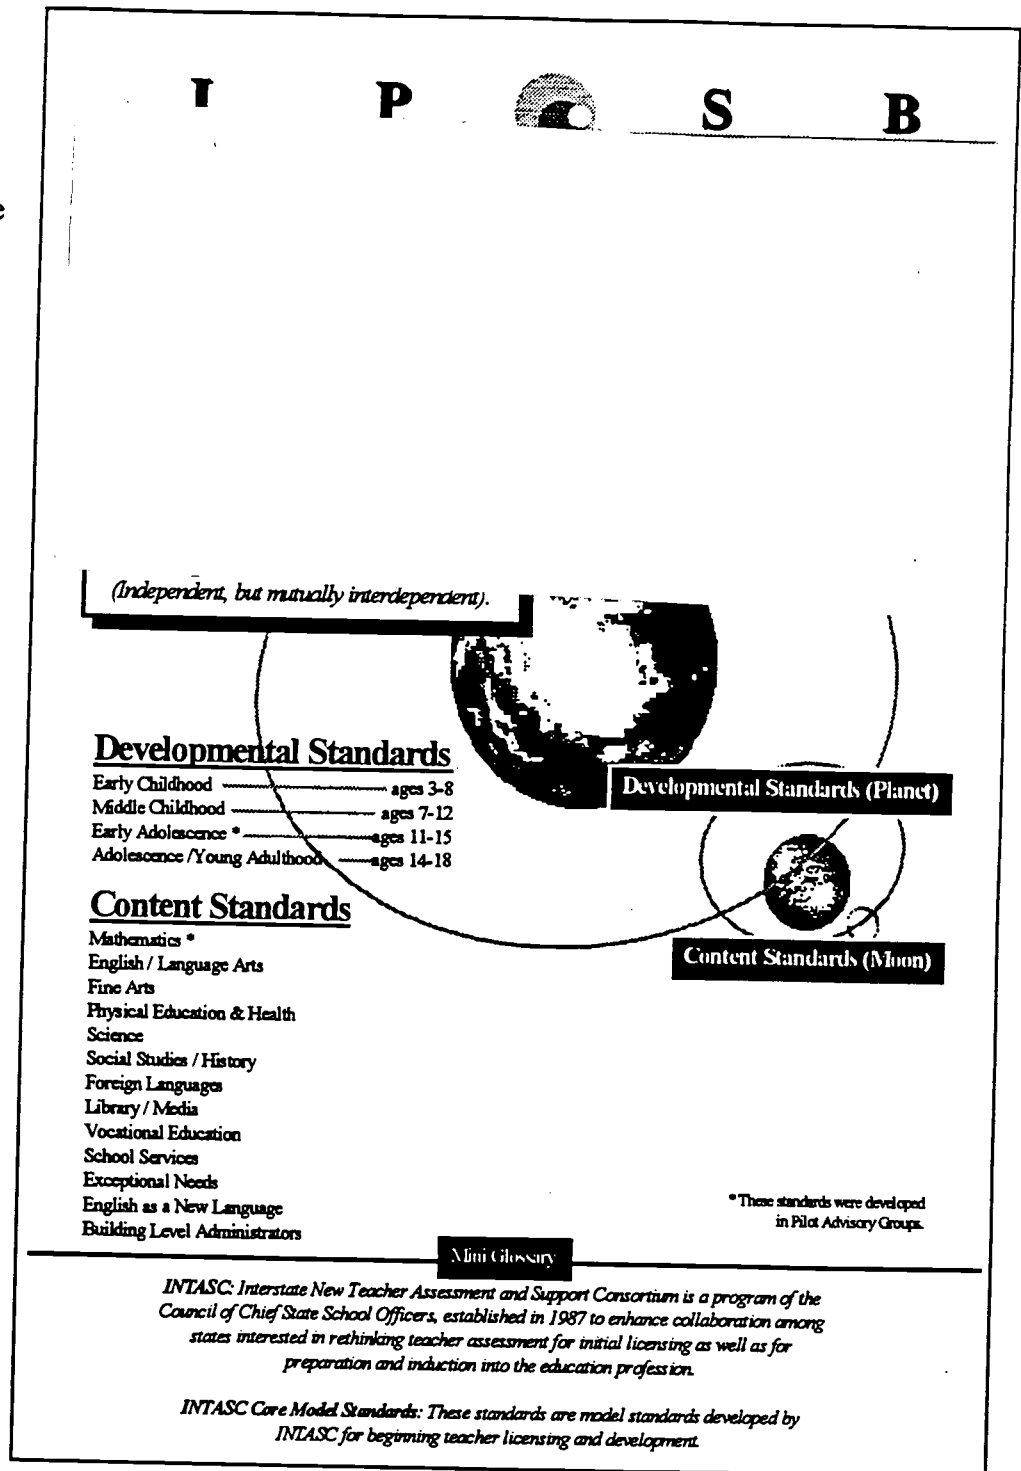 I P S B
e
(Independent, but mutually interdependent).
Developmental Standards
Early Childhood ages 3-8
Middle Childhood ages 7-12
Early Adolescence * ages 11-15
Adolescence /Young Adulthood ages 14-18
Developmental Standards (Planet)
Content Standards
Mathematics *
English / Language Arts
Fine Arts
Physical Education & Health
Science
Social Studies / History
Foreign Languages
Library / Media
Vocational Education
School Services
Exceptional Needs
English as a New Language
Building Level Administrators
Content Standards (Moon)
* These standards were developed
in Pilot Advisory Groups.
Mini Glossary
INTASC: Interstate New Teacher Assessment and Support Consortium is a program of the
Council of Chief State School Officers, established in 1987 to enhance collaboration among
states interested in rethinking teacher assessment for initial licensing as well as for
preparation and induction into the education profession.
INTASC Core Model Standards: These standards are model standards developed by
INTASC for beginning teacher licensing and development.